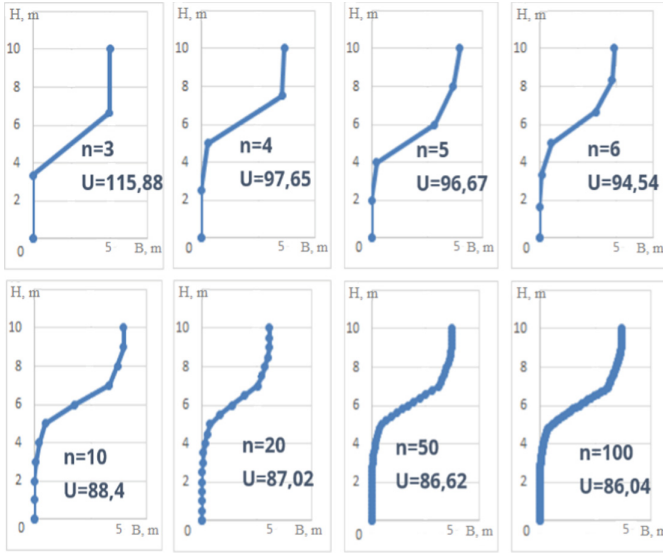 H, m
10
8
6
4
2
0
n=3
U=115,88
5
B, m
H, m
10
8
6
4
2
0
n=4
U=97,65
5
B, m
H, m
10
8
6
4
2
0
n=5
U=96,67
5
B, m
H, m
10
8
6
4
2
0
n=6
U=94,54
5
B, m
H, m
10
8
6
4
2
0
n=10
U=88,4
5
B, m
H, m
10
8
6
4
2
0
n=20
U=87,02
5
B, m
H, m
10
8
6
4
2
0
n=50
U=86,62
5
B, m
H, m
10
8
6
4
2
0
n=100
U=86,04
5
B, m